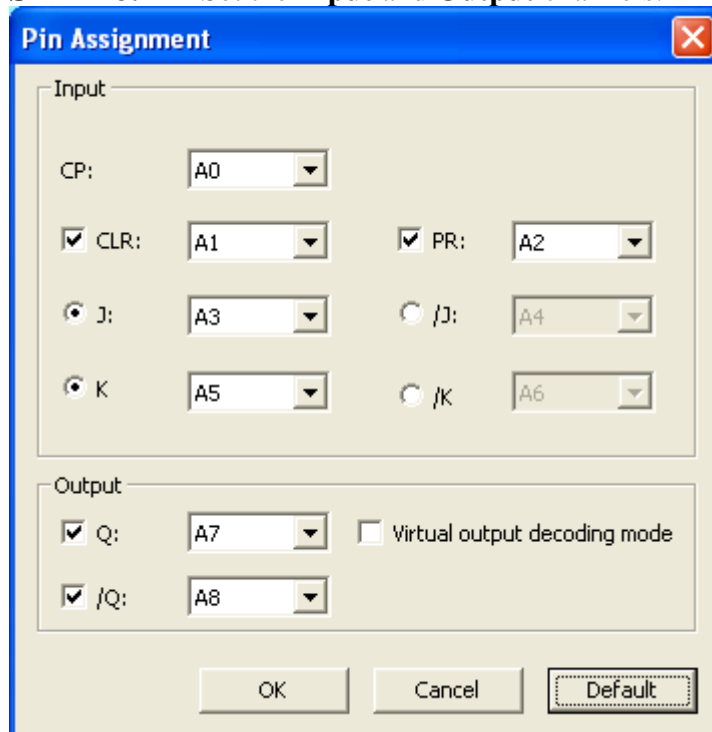 Pin Assignment
Input
CP: A0
CLR: A1 PR: A2
J: A3 /J: A4
K A5 /K A6
Output
Q: A7 Virtual output decoding mode
/Q: A8
OK Cancel Default